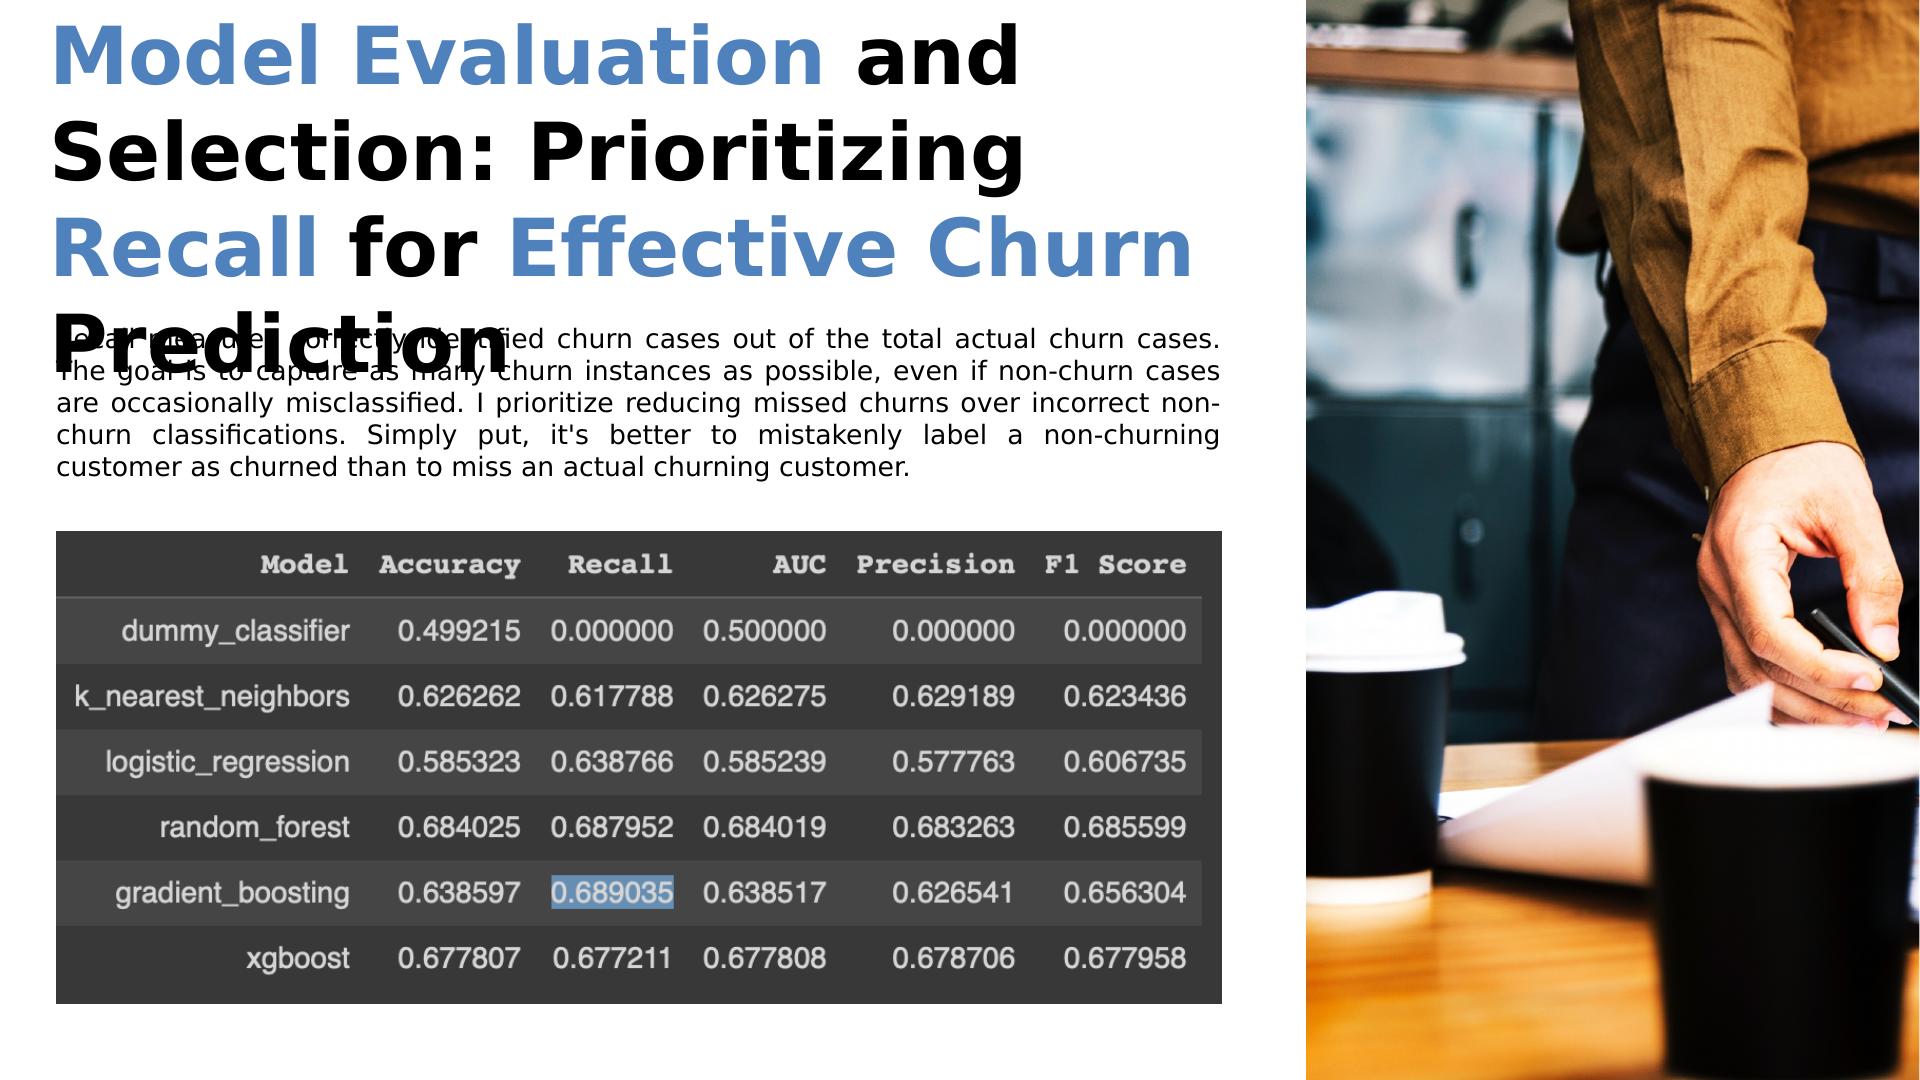 Model Evaluation and
Selection: Prioritizing
Recall for Effective Churn
Prediction
Recall measures correctly identified churn cases out of the total actual churn cases.
The goal is to capture as many churn instances as possible, even if non-churn cases
are occasionally misclassified. I prioritize reducing missed churns over incorrect non-
churn classifications. Simply put, it's better to mistakenly label a non-churning
customer as churned than to miss an actual churning customer.
Model Accuracy Recall AUC Precision F1 Score
dummy_classifier 0.499215 0.000000 0.500000 0.000000 0.000000
k_nearest_neighbors 0.626262 0.617788 0.626275 0.629189 0.623436
logistic_regression 0.585323 0.638766 0.585239 0.577763 0.606735
random_forest 0.684025 0.687952 0.684019 0.683263 0.685599
gradient_boosting 0.638597 0.689035 0.638517 0.626541 0.656304
xgboost 0.677807 0.677211 0.677808 0.678706 0.677958